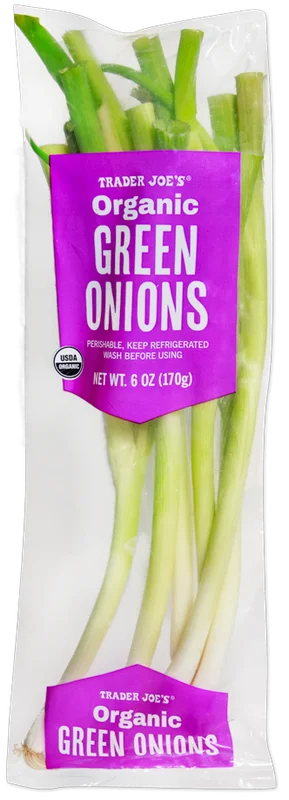 TRADER JOE'S®
Organic
GREEN
ONIONS
PERISHABLE, KEEP REFRIGERATED
WASH BEFORE USING
USDA
ORGANIC
NET WT. 6 OZ (170g)
TRADER JOE'S®
Organic
GREEN ONIONS